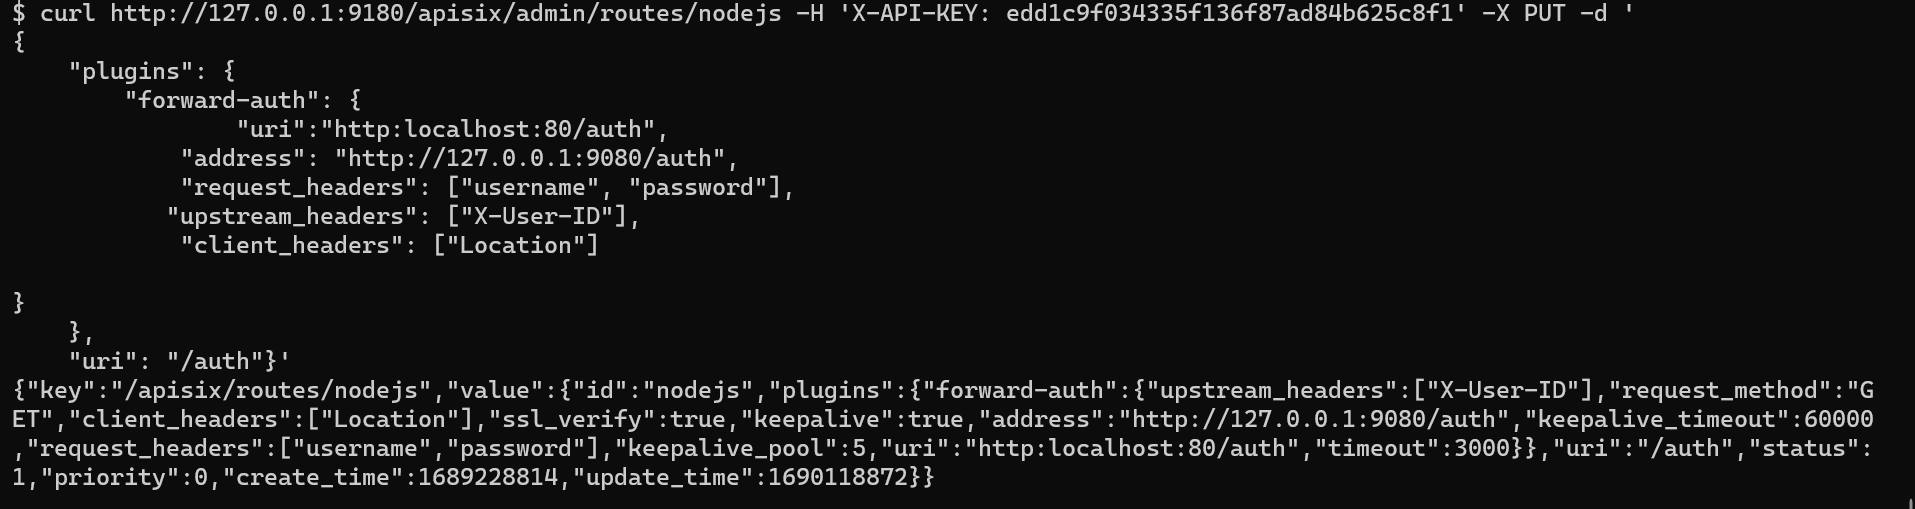 $ curl http://127.0.0.1:9180/apisix/admin/routes/nodejs -H 'X-API-KEY: edd1c9f034335f136f87ad84b625c8f1' -X PUT -d '
{
    "plugins": {
        "forward-auth": {
                "uri":"http:localhost:80/auth",
            "address": "http://127.0.0.1:9080/auth",
            "request_headers": ["username", "password"],
           "upstream_headers": ["X-User-ID"],
            "client_headers": ["Location"]

}
    },
    "uri": "/auth"}'
{"key":"/apisix/routes/nodejs","value":{"id":"nodejs","plugins":{"forward-auth":{"upstream_headers":["X-User-ID"],"request_method":"G
ET","client_headers":["Location"],"ssl_verify":true,"keepalive":true,"address":"http://127.0.0.1:9080/auth","keepalive_timeout":60000
,"request_headers":["username","password"],"keepalive_pool":5,"uri":"http:localhost:80/auth","timeout":3000}},"uri":"/auth","status":
1,"priority":0,"create_time":1689228814,"update_time":1690118872}}